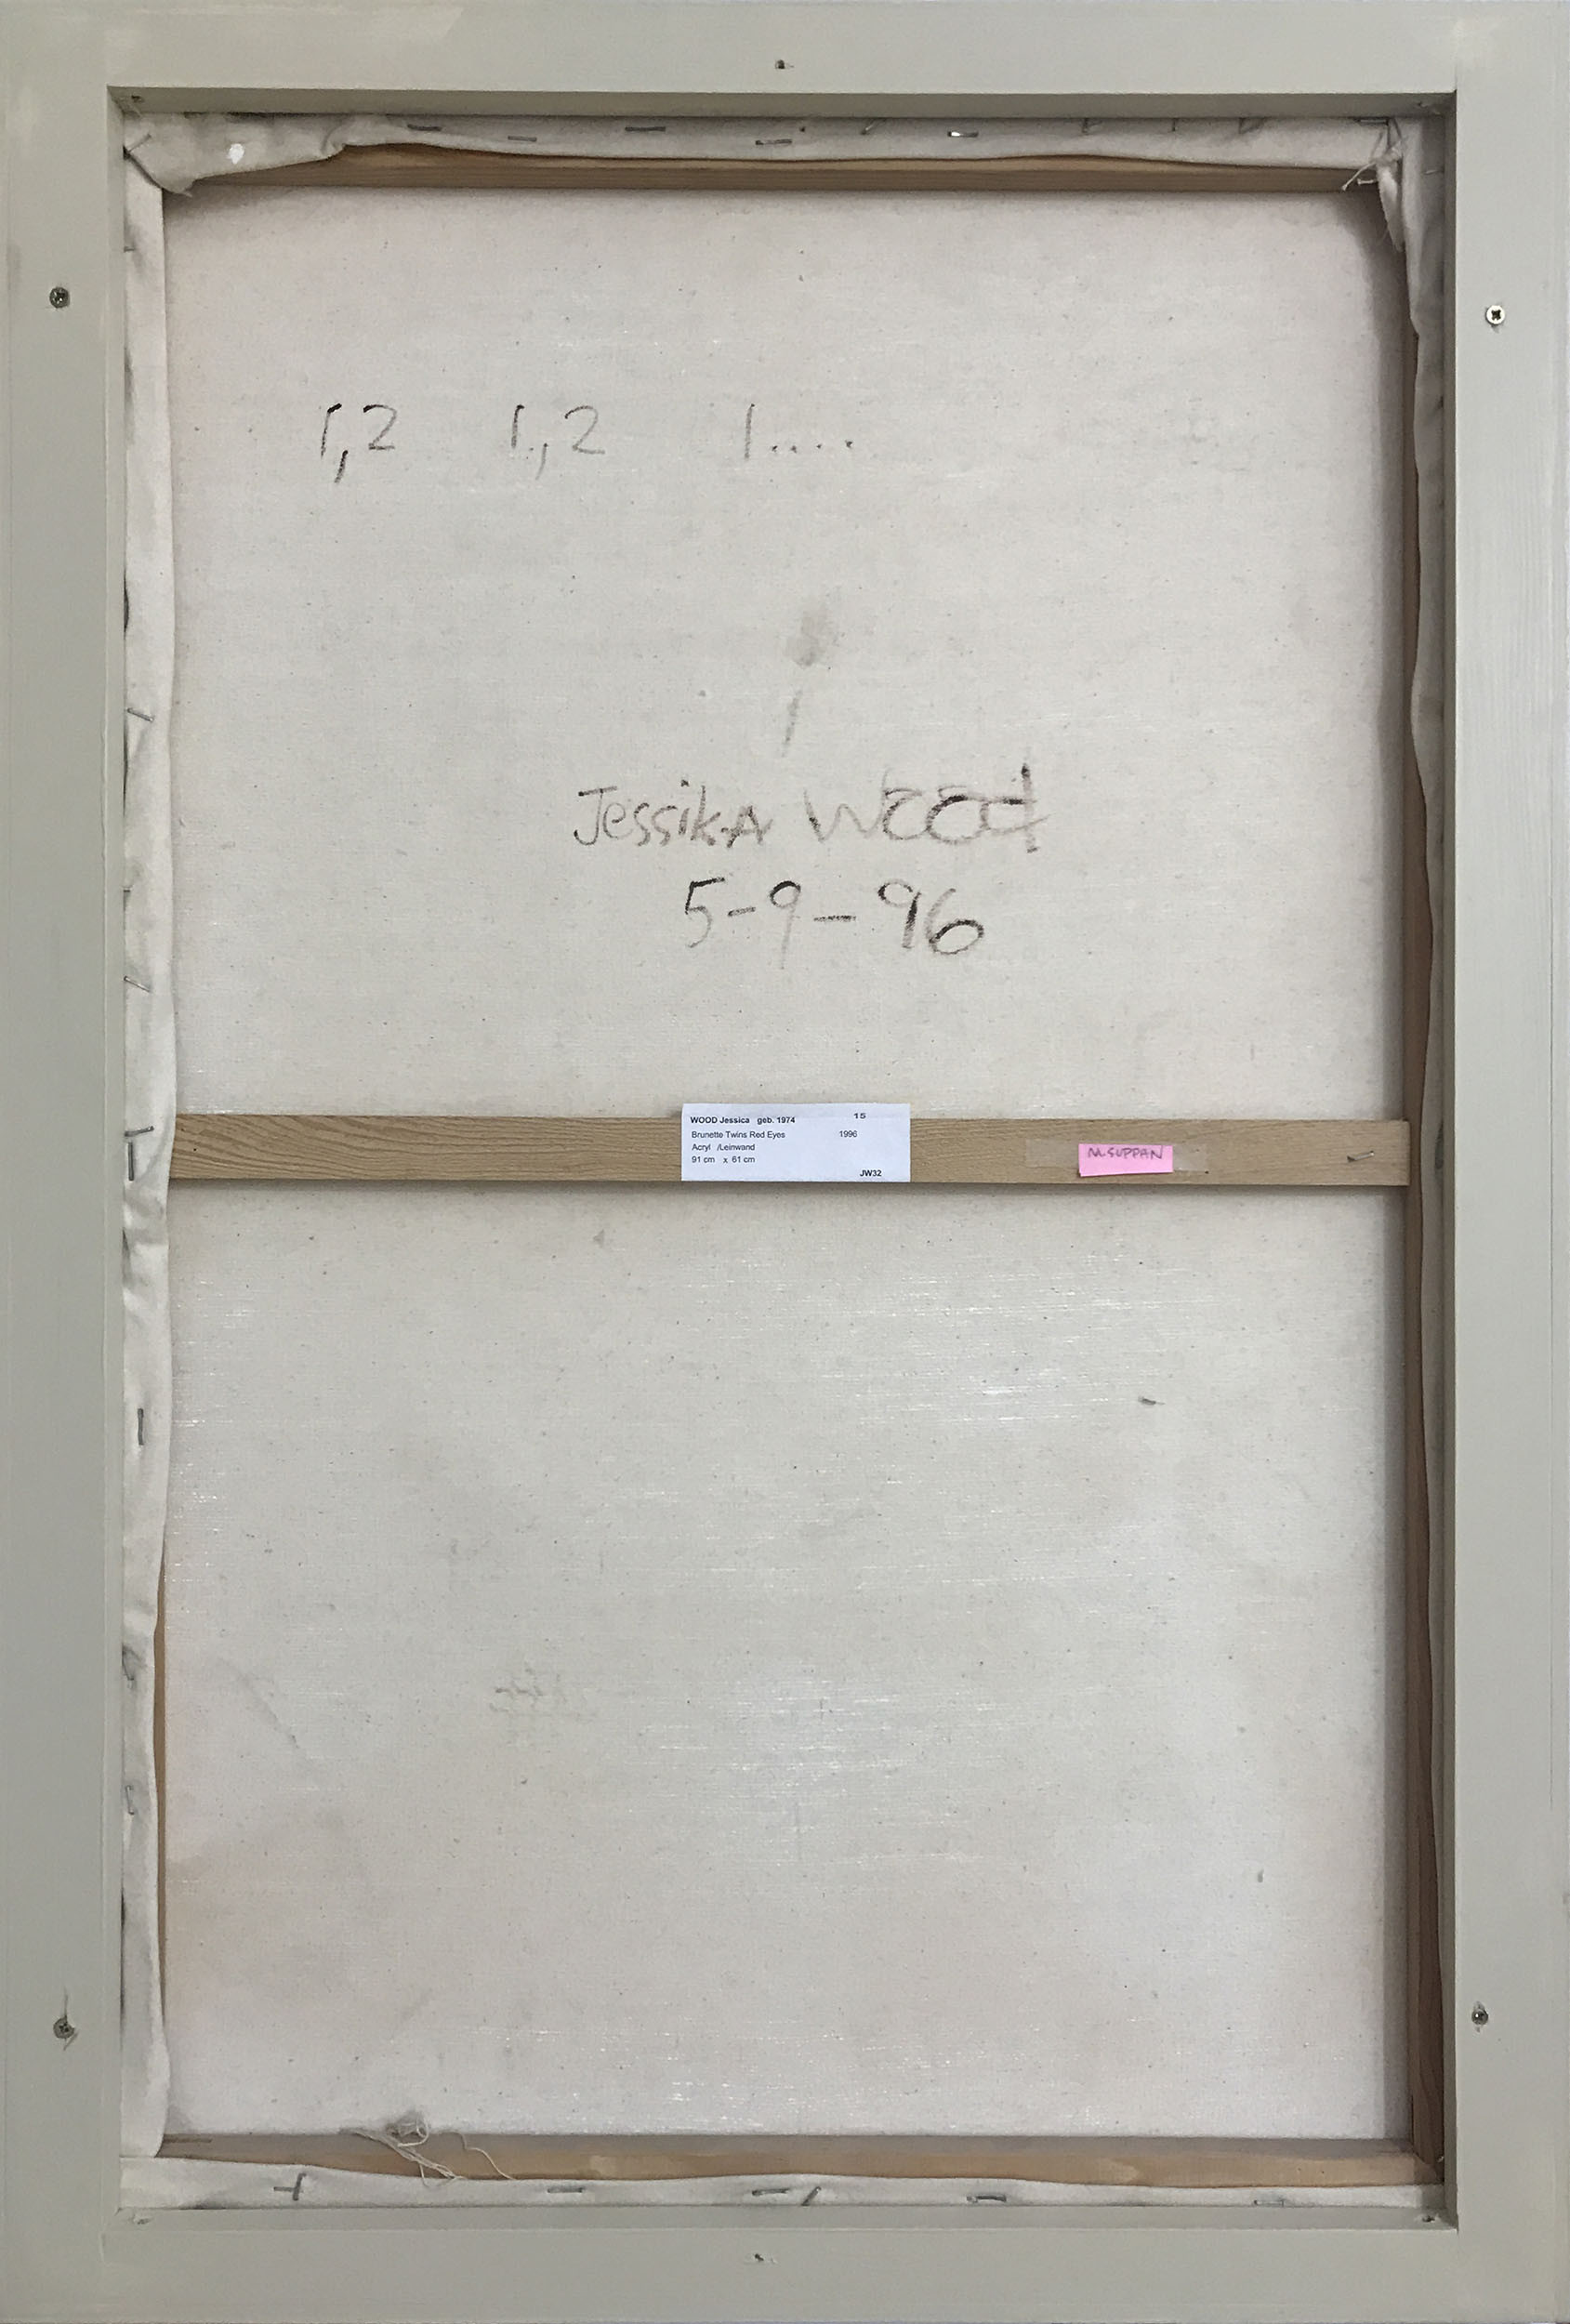 1,2 1,2 1....
Jessika Wood
5-9-96
WOOD Jessica geb. 1974 15
Brunette Twins Red Eyes 1996
Acryl /Leinwand
91 cm x 61 cm
JW32
M.SUPPAN